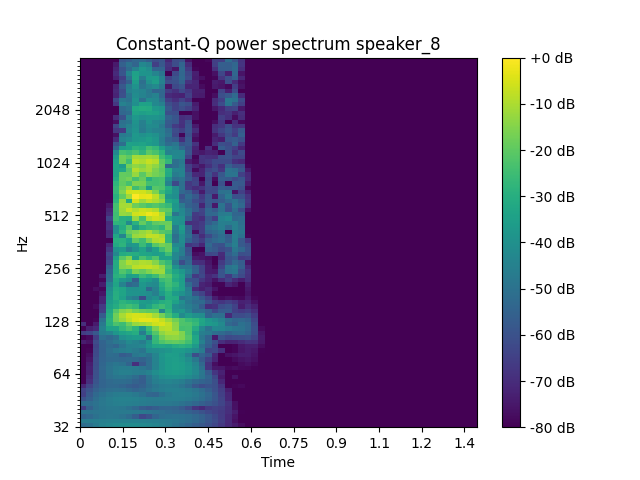 Constant-Q power spectrum speaker_8
Hz
2048
1024
512
256
128
64
32
0 0.15 0.3 0.45 0.6 0.75 0.9 1.1 1.2 1.4
Time
+0 dB
-10 dB
-20 dB
-30 dB
-40 dB
-50 dB
-60 dB
-70 dB
-80 dB